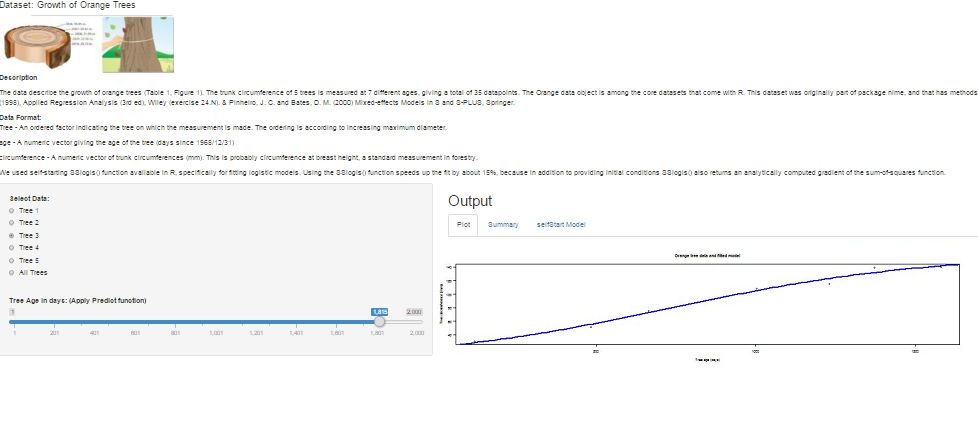 Dataset: Growth of Orange Trees
Description
The data describe the growth of orange trees (Table 1, Figure 1). The trunk circumference of 5 trees is measured at 7 different ages, giving a total of 35 datapoints. The Orange data object is among the core datasets that come with R. This dataset was originally part of package nlme, and that has methods
(1998), Applied Regression Analysis (3rd ed), Wiley (exercise 24.N). & Pinheiro, J. C. and Bates, D. M. (2000) Mixed-effects Models in S and S-PLUS, Springer.
Data Format:
Tree - An ordered factor indicating the tree on which the measurement is made. The ordering is according to increasing maximum diameter.
age - A numeric vector giving the age of the tree (days since 1968/12/31)
circumference - A numeric vector of trunk circumferences (mm). This is probably circumference at breast height, a standard measurement in forestry.
We used self-starting SSlogis() function available in R, specifically for fitting logistic models. Using the SSlogis() function speeds up the fit by about 15%, because in addition to providing initial conditions SSlogis() also returns an analytically computed gradient of the sum-of-squares function.
Select Data:
Tree 1
Tree 2
Tree 3
Tree 4
Tree 5
All Trees
Tree Age in days: (Apply Predict function)
1 1,815 2,000
1 201 401 601 801 1,001 1,201 1,401 1,601 1,801 2,000
Output
Plot Summary selfStart Model
Orange tree data and fitted model
500 1000 1500
Tree age (days)